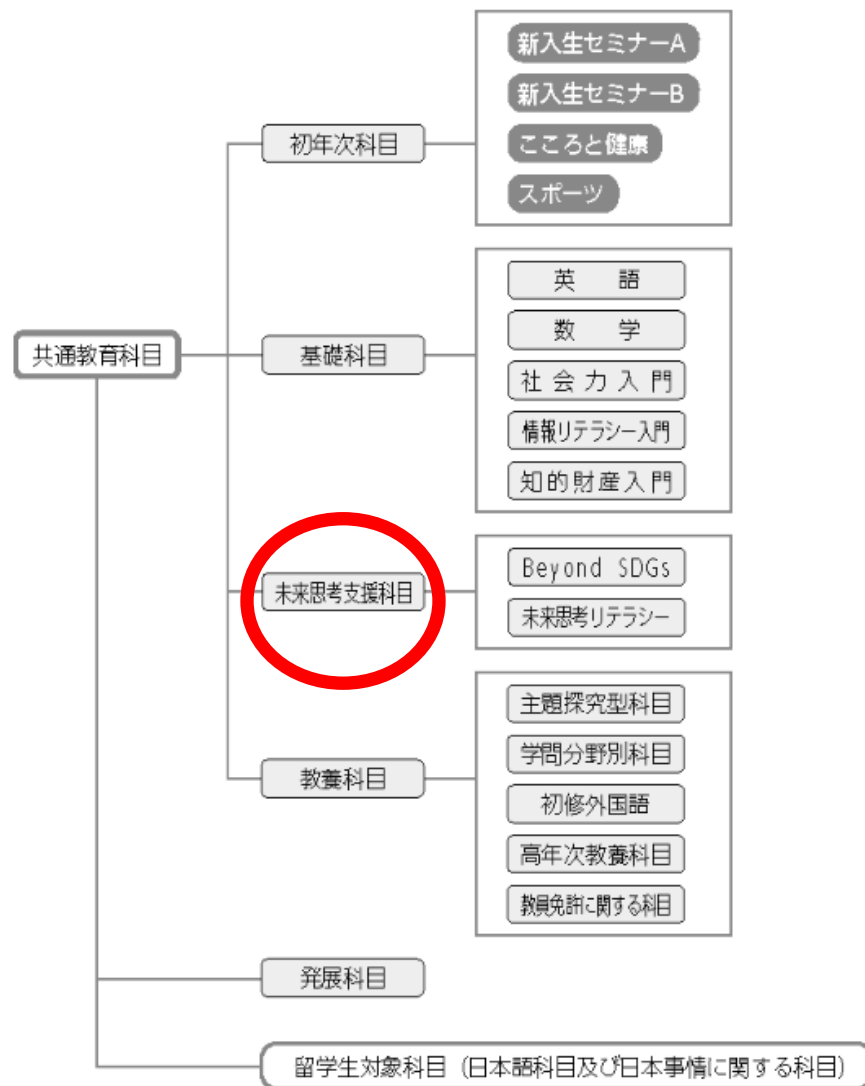 新入生セミナーA
新入生セミナーB
初年次科目
こころと健康
スポーツ
英 語
数 学
共通教育科目
基礎科目
社会力入門
情報リテラシー入門
知的財産入門
Beyond SDGs
未来思考支援科目
未来思考リテラシー
主題探究型科目
学問分野別科目
教養科目
初修外国語
高年次教養科目
教員免許に関する科目
発展科目
留学生対象科目（日本語科目及び日本事情に関する科目）